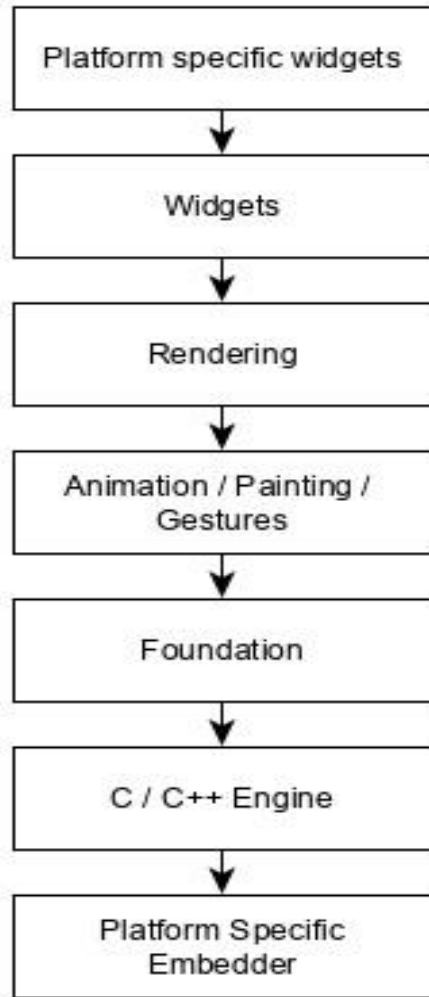 Platform specific widgets
Widgets
Rendering
Animation / Painting /
Gestures
Foundation
C / C++ Engine
Platform Specific
Embedder